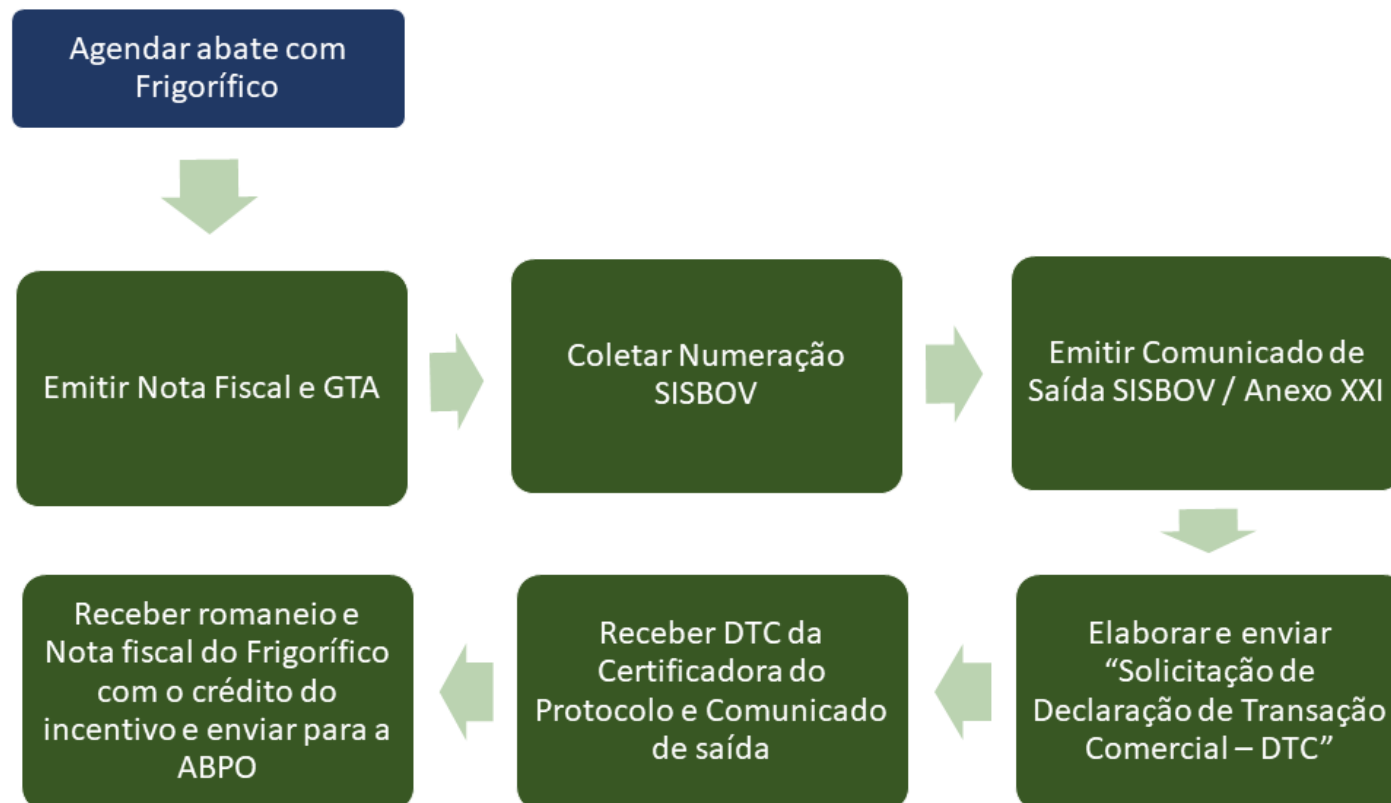 Agendar abate com
Frigorífico
Emitir Nota Fiscal e GTA
Coletar Numeração
SISBOV
Emitir Comunicado de
Saída SISBOV / Anexo XXI
Elaborar e enviar
“Solicitação de
Declaração de Transação
Comercial – DTC”
Receber DTC da
Certificadora do
Protocolo e Comunicado
de saída
Receber romaneio e
Nota fiscal do Frigorífico
com o crédito do
incentivo e enviar para a
ABPO